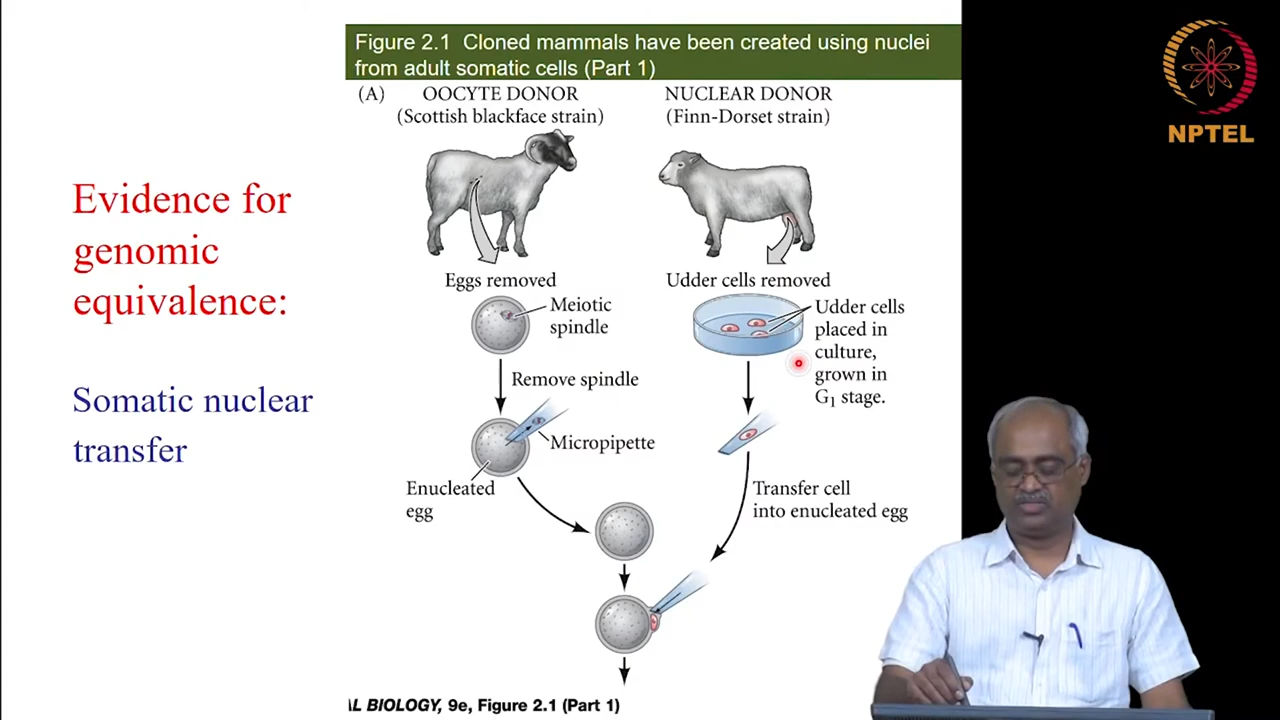 Figure 2.1 Cloned mammals have been created using nuclei
from adult somatic cells (Part 1)
NPTEL
(A) OOCYTE DONOR
(Scottish blackface strain)
NUCLEAR DONOR
(Finn-Dorset strain)
Evidence for
genomic
equivalence:
Somatic nuclear
transfer
Eggs removed
Udder cells removed
Meiotic
spindle
Udder cells
placed in
culture,
grown in
G₁ stage.
Remove spindle
Micropipette
Enucleated
egg
Transfer cell
into enucleated egg
AL BIOLOGY, 9e, Figure 2.1 (Part 1)